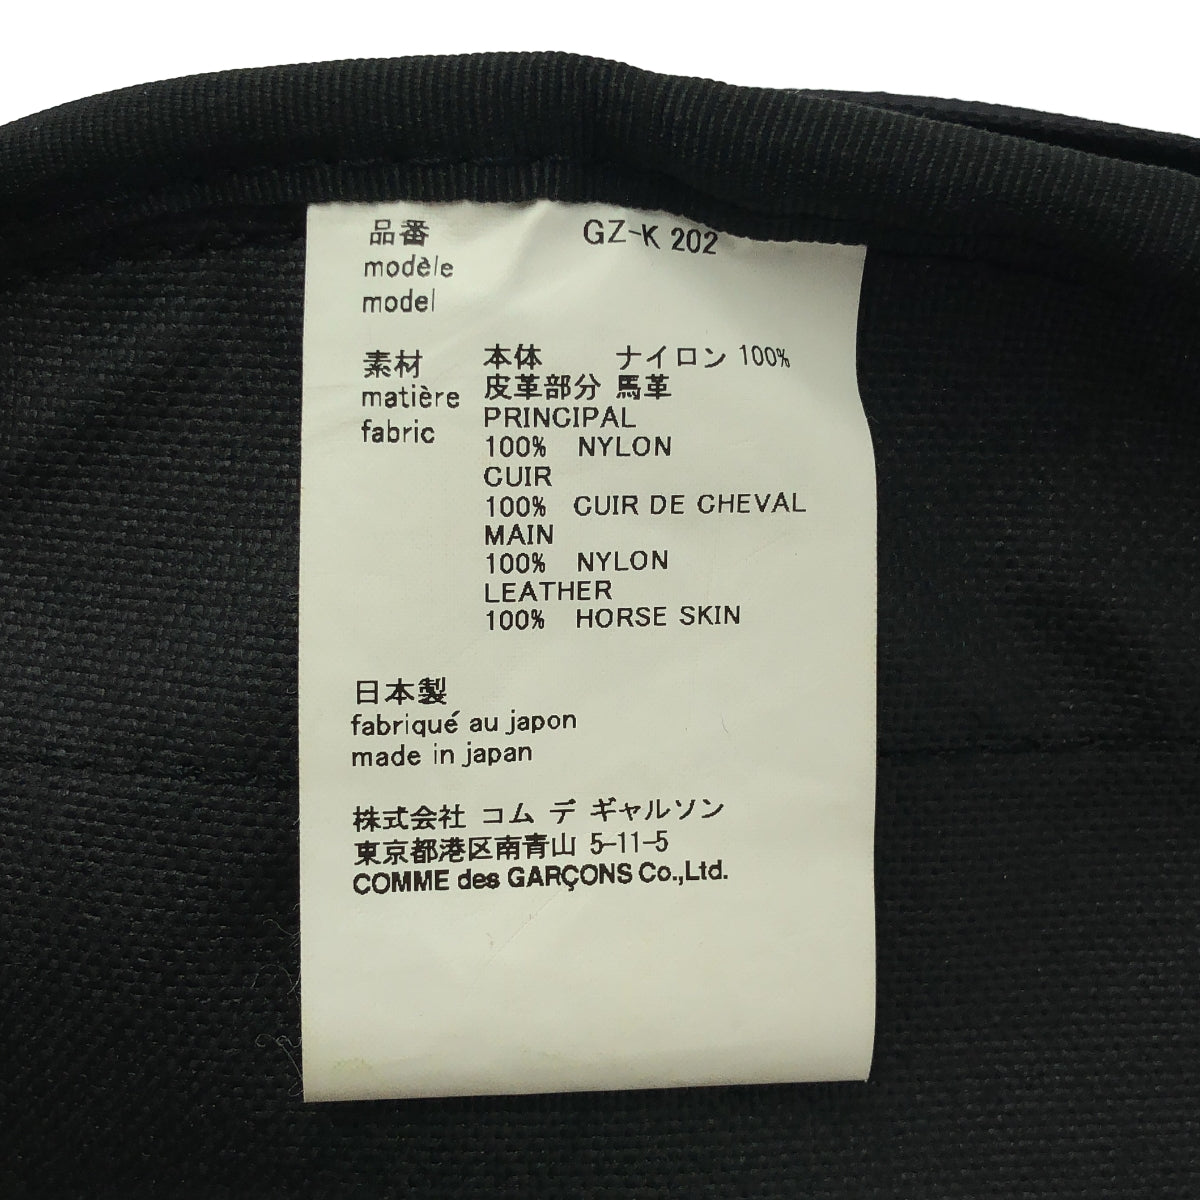 品番 GZ-K 202
modèle
model
素材 本体 ナイロン 100%
matière 皮革部分 馬革
fabric PRINCIPAL
100% NYLON
CUIR
100% CUIR DE CHEVAL
MAIN
100% NYLON
LEATHER
100% HORSE SKIN
日本製
fabriqué au japon
made in japan
株式会社 コム デ ギャルソン
東京都港区南青山 5-11-5
COMME des GARÇONS Co.,Ltd.